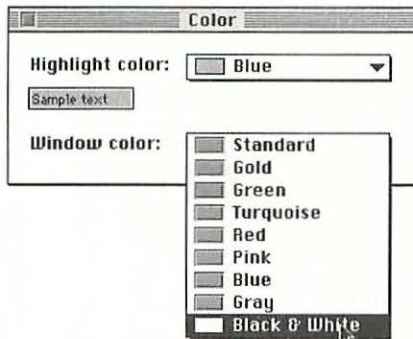 Color
Highlight color: Blue
Sample text
Window color: Standard
Gold
Green
Turquoise
Red
Pink
Blue
Gray
Black & White